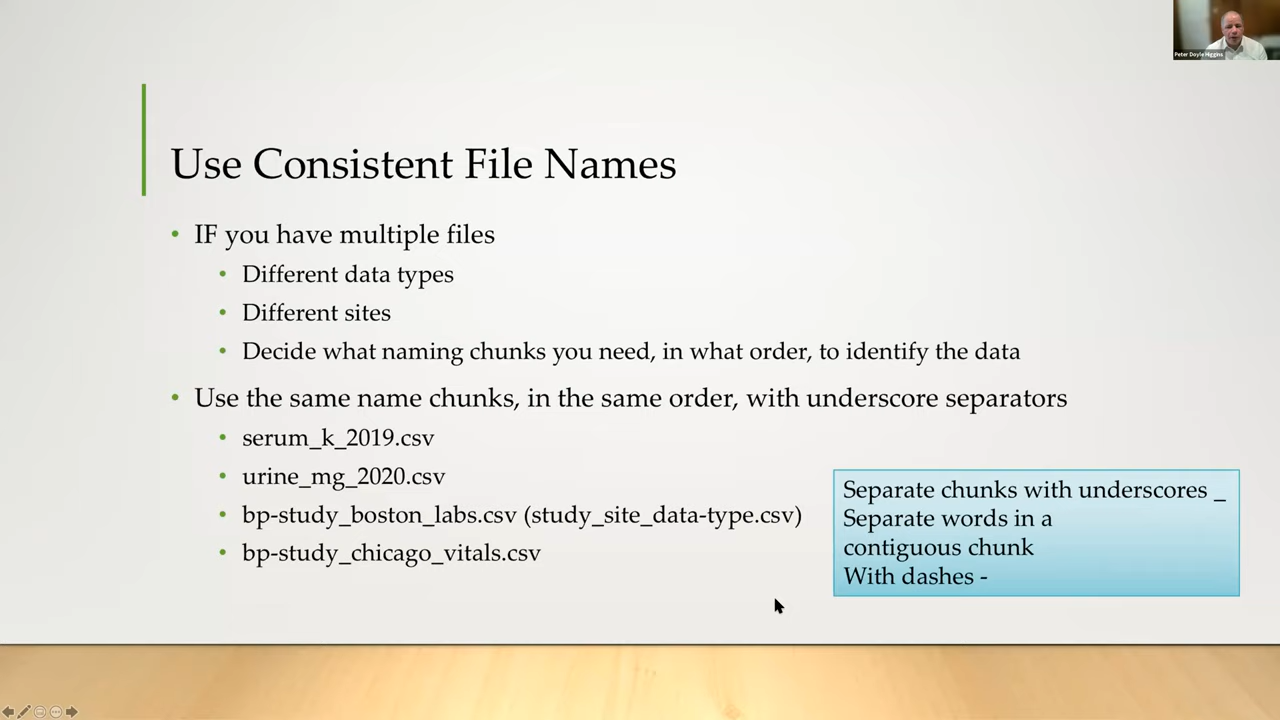 Peter Doyle Higgins
Use Consistent File Names
• IF you have multiple files
• Different data types
• Different sites
• Decide what naming chunks you need, in what order, to identify the data
• Use the same name chunks, in the same order, with underscore separators
• serum_k_2019.csv
• urine_mg_2020.csv
• bp-study_boston_labs.csv (study_site_data-type.csv)
• bp-study_chicago_vitals.csv
Separate chunks with underscores _
Separate words in a
contiguous chunk
With dashes -